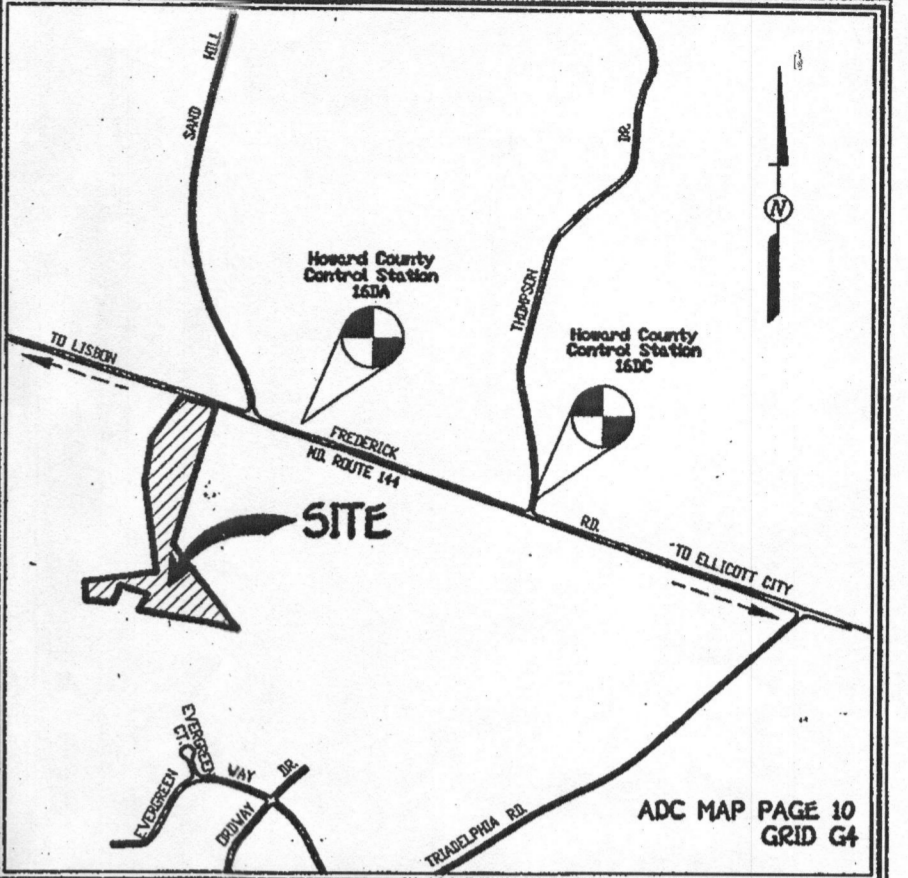 SAND HILL
THOMPSON DR.
N
Howard County
Control Station
16DA
Howard County
Control Station
16DC
TO LISBON
FREDERICK RD.
MD. ROUTE 144
SITE
TO ELLICOTT CITY
EVERGREEN
CT.
EVERGREEN WAY
ORDWAY DR.
TRIADELPHIA RD.
ADC MAP PAGE 10
GRID G4